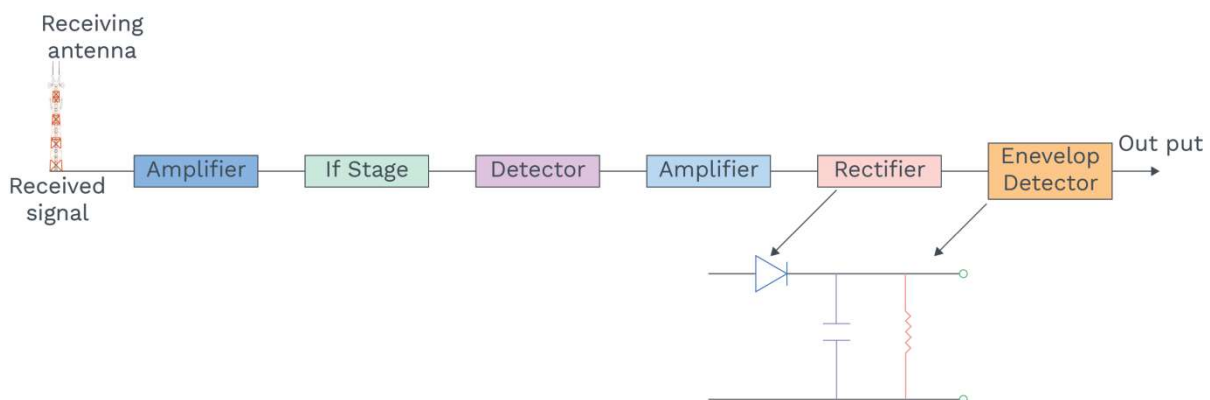 Receiving
antenna
Received
signal
Amplifier
If Stage
Detector
Amplifier
Rectifier
Enevelop
Detector
Out put